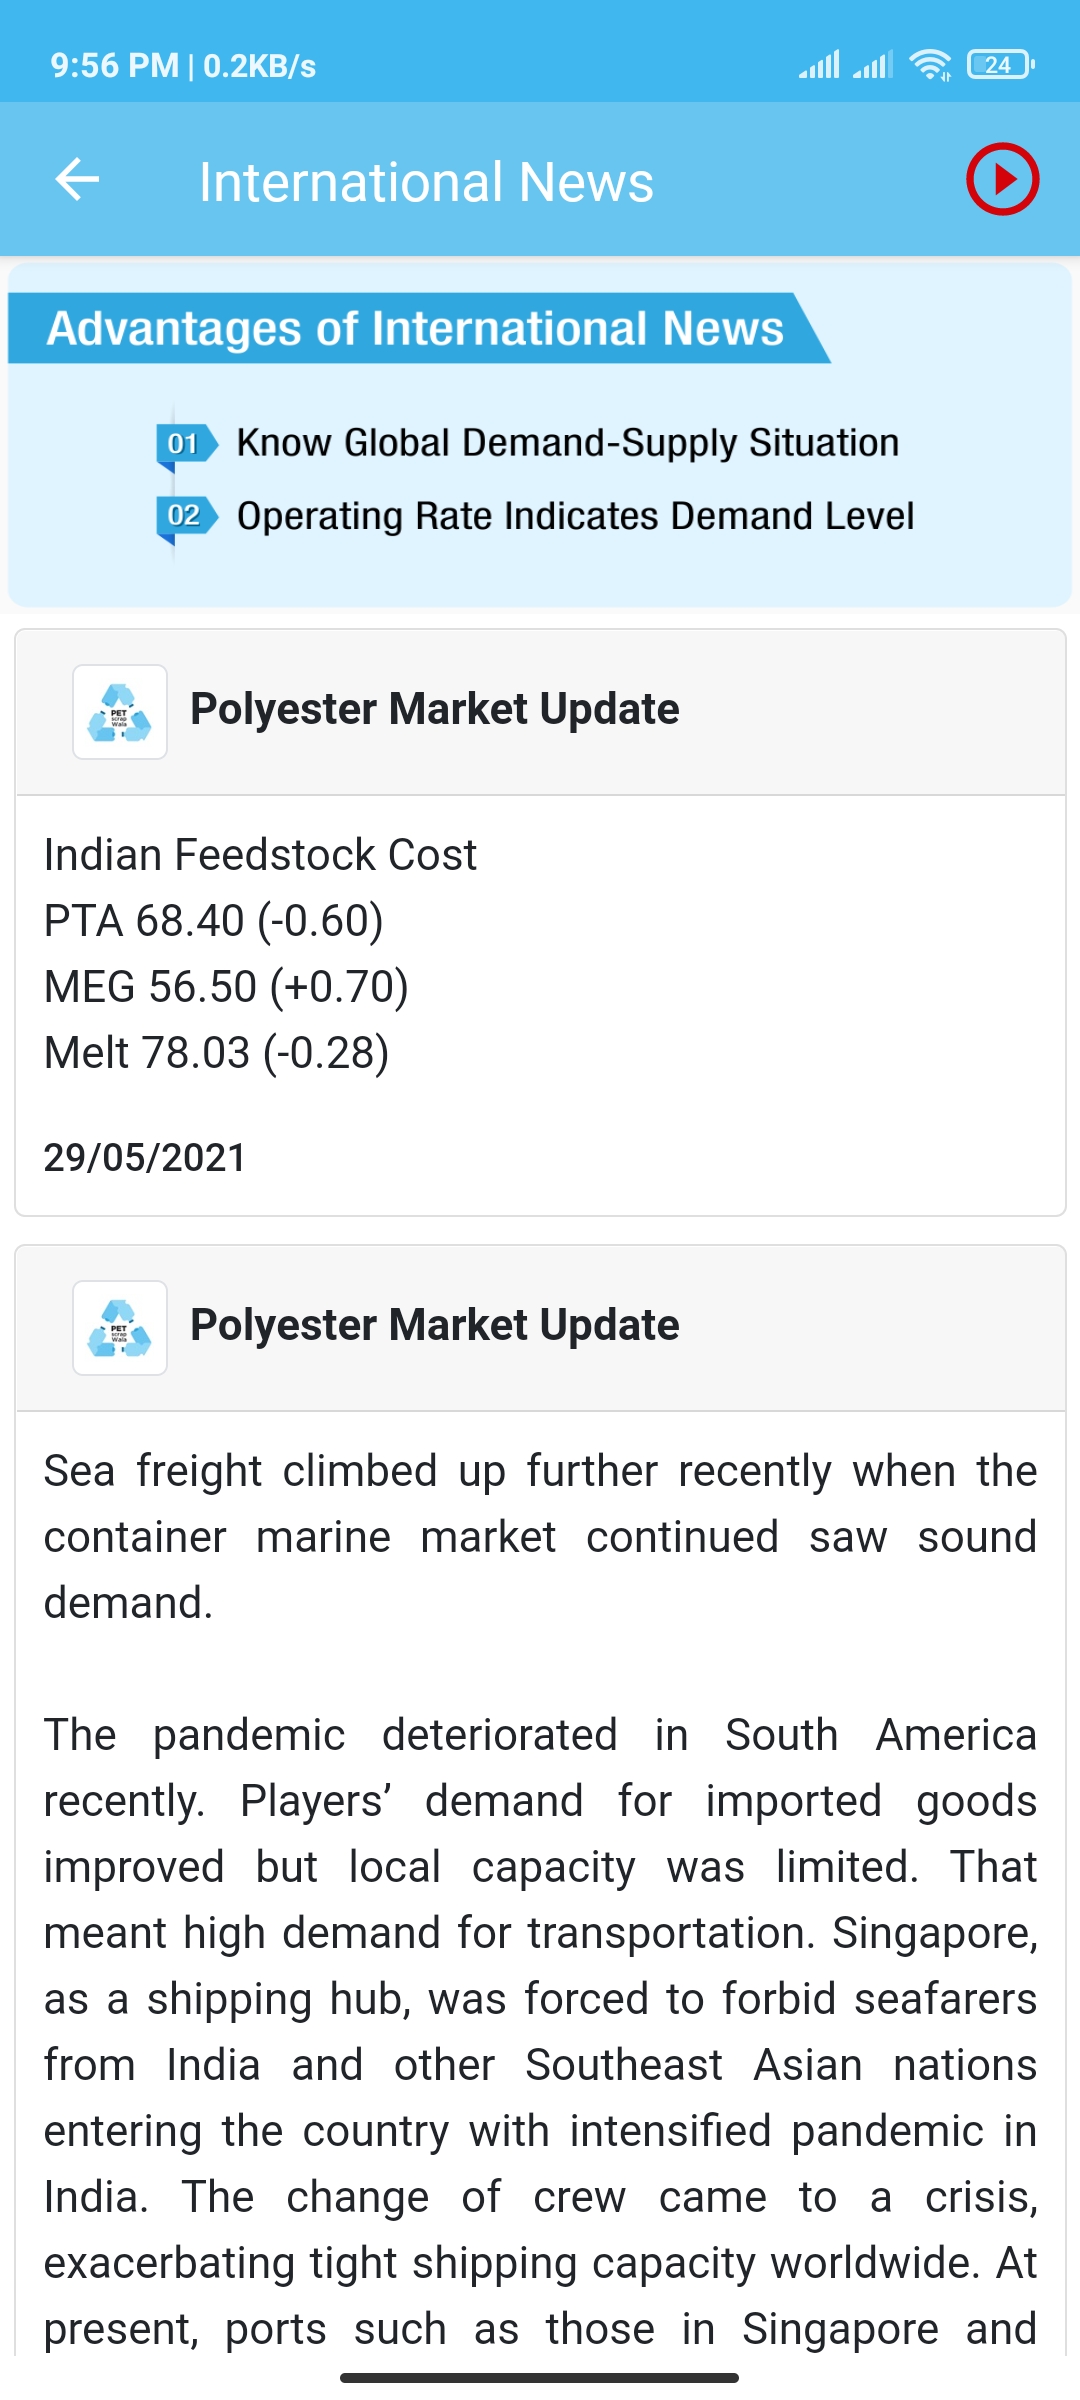 9:56 PM | 0.2KB/s
24
International News
Advantages of International News
01 Know Global Demand-Supply Situation
02 Operating Rate Indicates Demand Level
PET
scrap
Wala
Polyester Market Update
Indian Feedstock Cost
PTA 68.40 (-0.60)
MEG 56.50 (+0.70)
Melt 78.03 (-0.28)
29/05/2021
PET
scrap
Wala
Polyester Market Update
Sea freight climbed up further recently when the
container marine market continued saw sound
demand.
The pandemic deteriorated in South America
recently. Players’ demand for imported goods
improved but local capacity was limited. That
meant high demand for transportation. Singapore,
as a shipping hub, was forced to forbid seafarers
from India and other Southeast Asian nations
entering the country with intensified pandemic in
India. The change of crew came to a crisis,
exacerbating tight shipping capacity worldwide. At
present, ports such as those in Singapore and